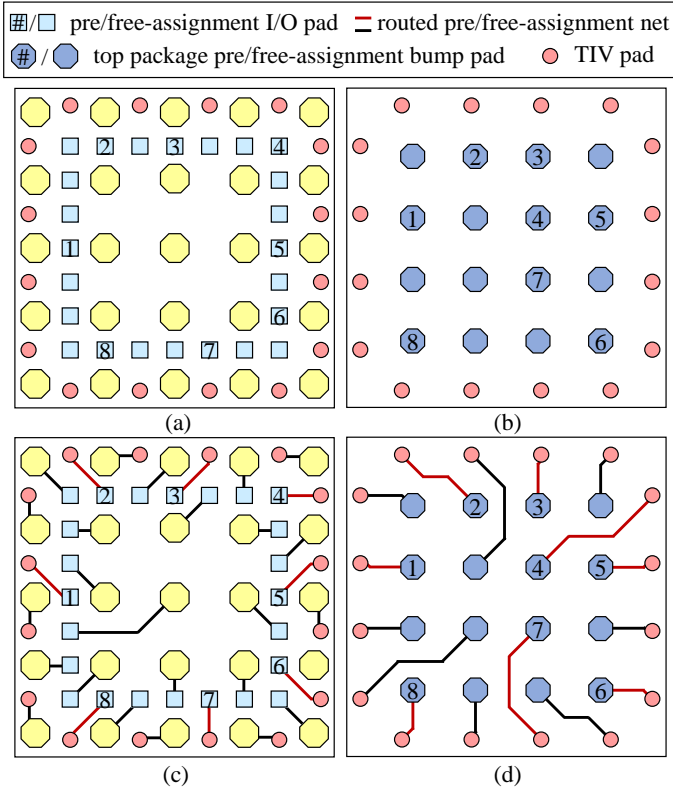 #/ pre/free-assignment I/O pad routed pre/free-assignment net
# / top package pre/free-assignment bump pad TIV pad
2 3 4
1 5
6
8 7
(a)
2 3
1 4 5
7
8 6
(b)
2 3 4
1 5
6
8 7
(c)
2 3
1 4 5
7
8 6
(d)